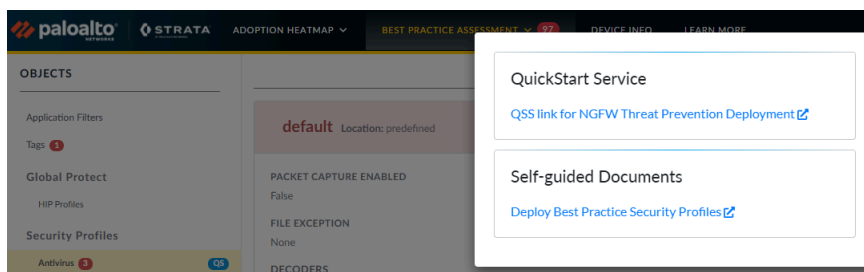 paloalto NETWORKS STRATA ADOPTION HEATMAP BEST PRACTICE ASSESSMENT 97 DEVICE INFO LEARN MORE
OBJECTS
Application Filters
Tags 1
Global Protect
HIP Profiles
Security Profiles
Antivirus 3 QS
default Location: predefined
PACKET CAPTURE ENABLED
False
FILE EXCEPTION
None
DECODERS
QuickStart Service
QSS link for NGFW Threat Prevention Deployment
Self-guided Documents
Deploy Best Practice Security Profiles